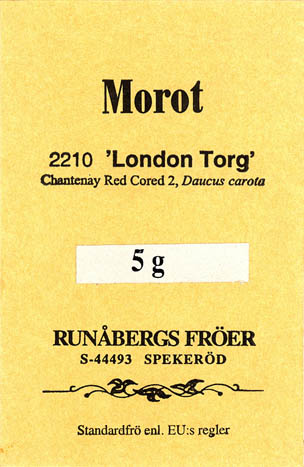 Morot
2210 'London Torg'
Chantenay Red Cored 2, Daucus carota
5 g
RUNÅBERGS FRÖER
S-44493 SPEKERÖD
Standardfrö enl. EU:s regler